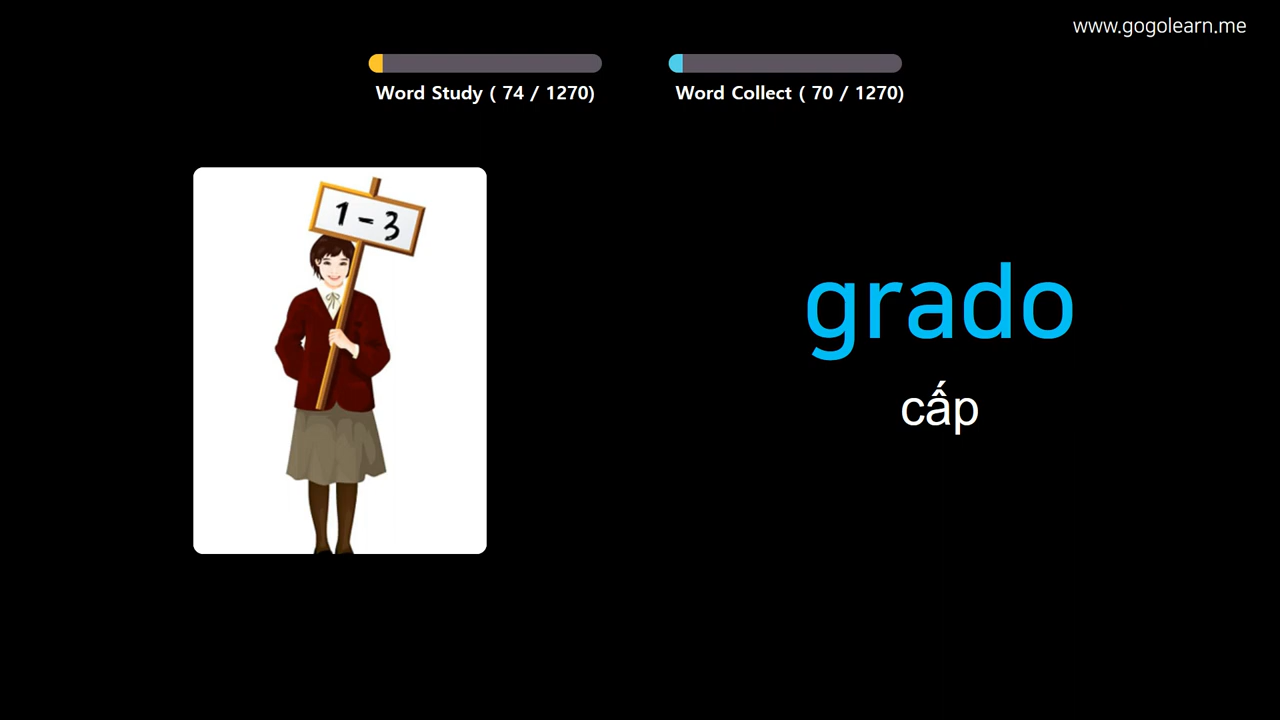 www.gogolearn.me
Word Study ( 74 / 1270)
Word Collect ( 70 / 1270)
1 - 3
grado
cấp